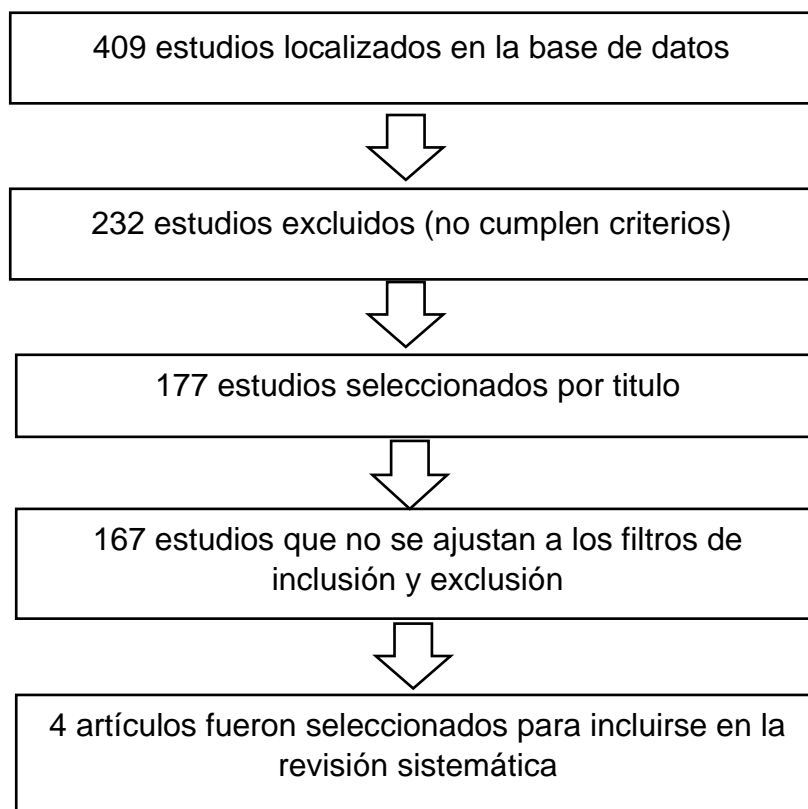 409 estudios localizados en la base de datos
232 estudios excluidos (no cumplen criterios)
177 estudios seleccionados por titulo
167 estudios que no se ajustan a los filtros de
inclusión y exclusión
4 artículos fueron seleccionados para incluirse en la
revisión sistemática